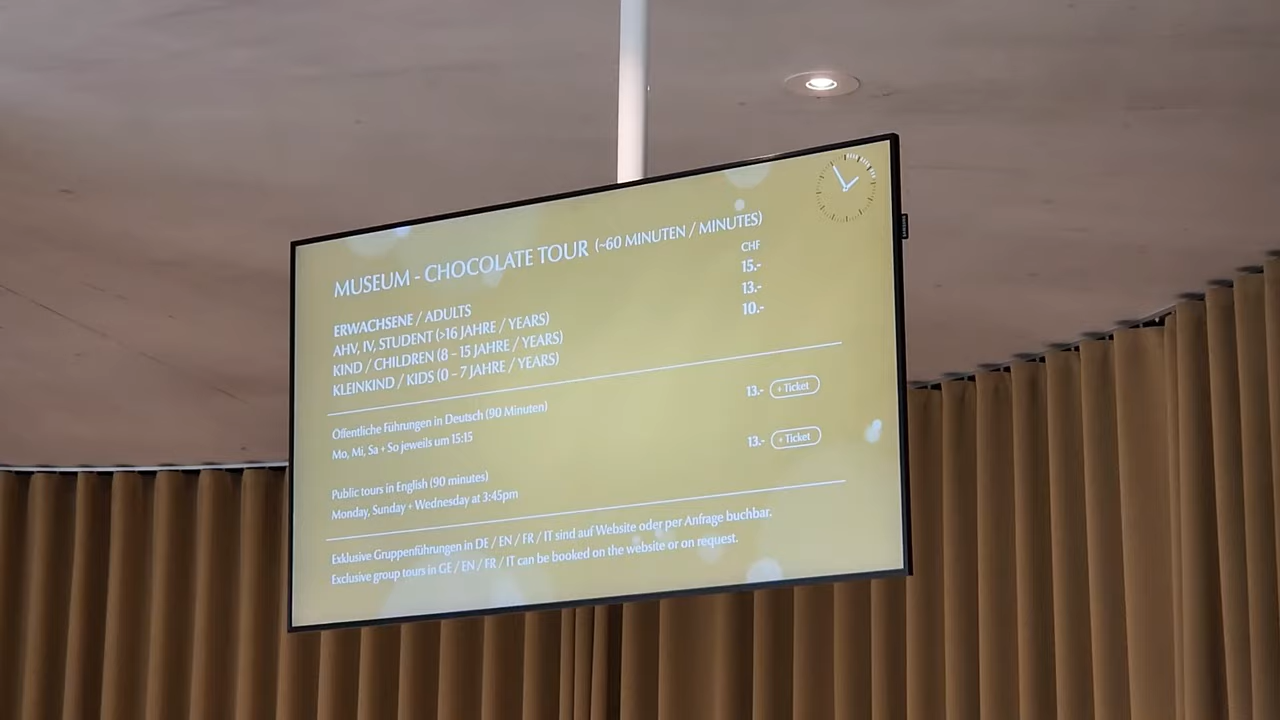 MUSEUM - CHOCOLATE TOUR (~60 MINUTEN / MINUTES)
CHF
ERWACHSENE / ADULTS 15.-
AHV, IV, STUDENT (>16 JAHRE / YEARS) 13.-
KIND / CHILDREN (8 – 15 JAHRE / YEARS) 10.-
KLEINKIND / KIDS (0 – 7 JAHRE / YEARS)
Öffentliche Führungen in Deutsch (90 Minuten) 13.- + Ticket
Mo, Mi, Sa + So jeweils um 15:15
Public tours in English (90 minutes) 13.- + Ticket
Monday, Sunday + Wednesday at 3:45pm
Exklusive Gruppenführungen in DE / EN / FR / IT sind auf Website oder per Anfrage buchbar.
Exclusive group tours in GE / EN / FR / IT can be booked on the website or on request.
SAMSUNG